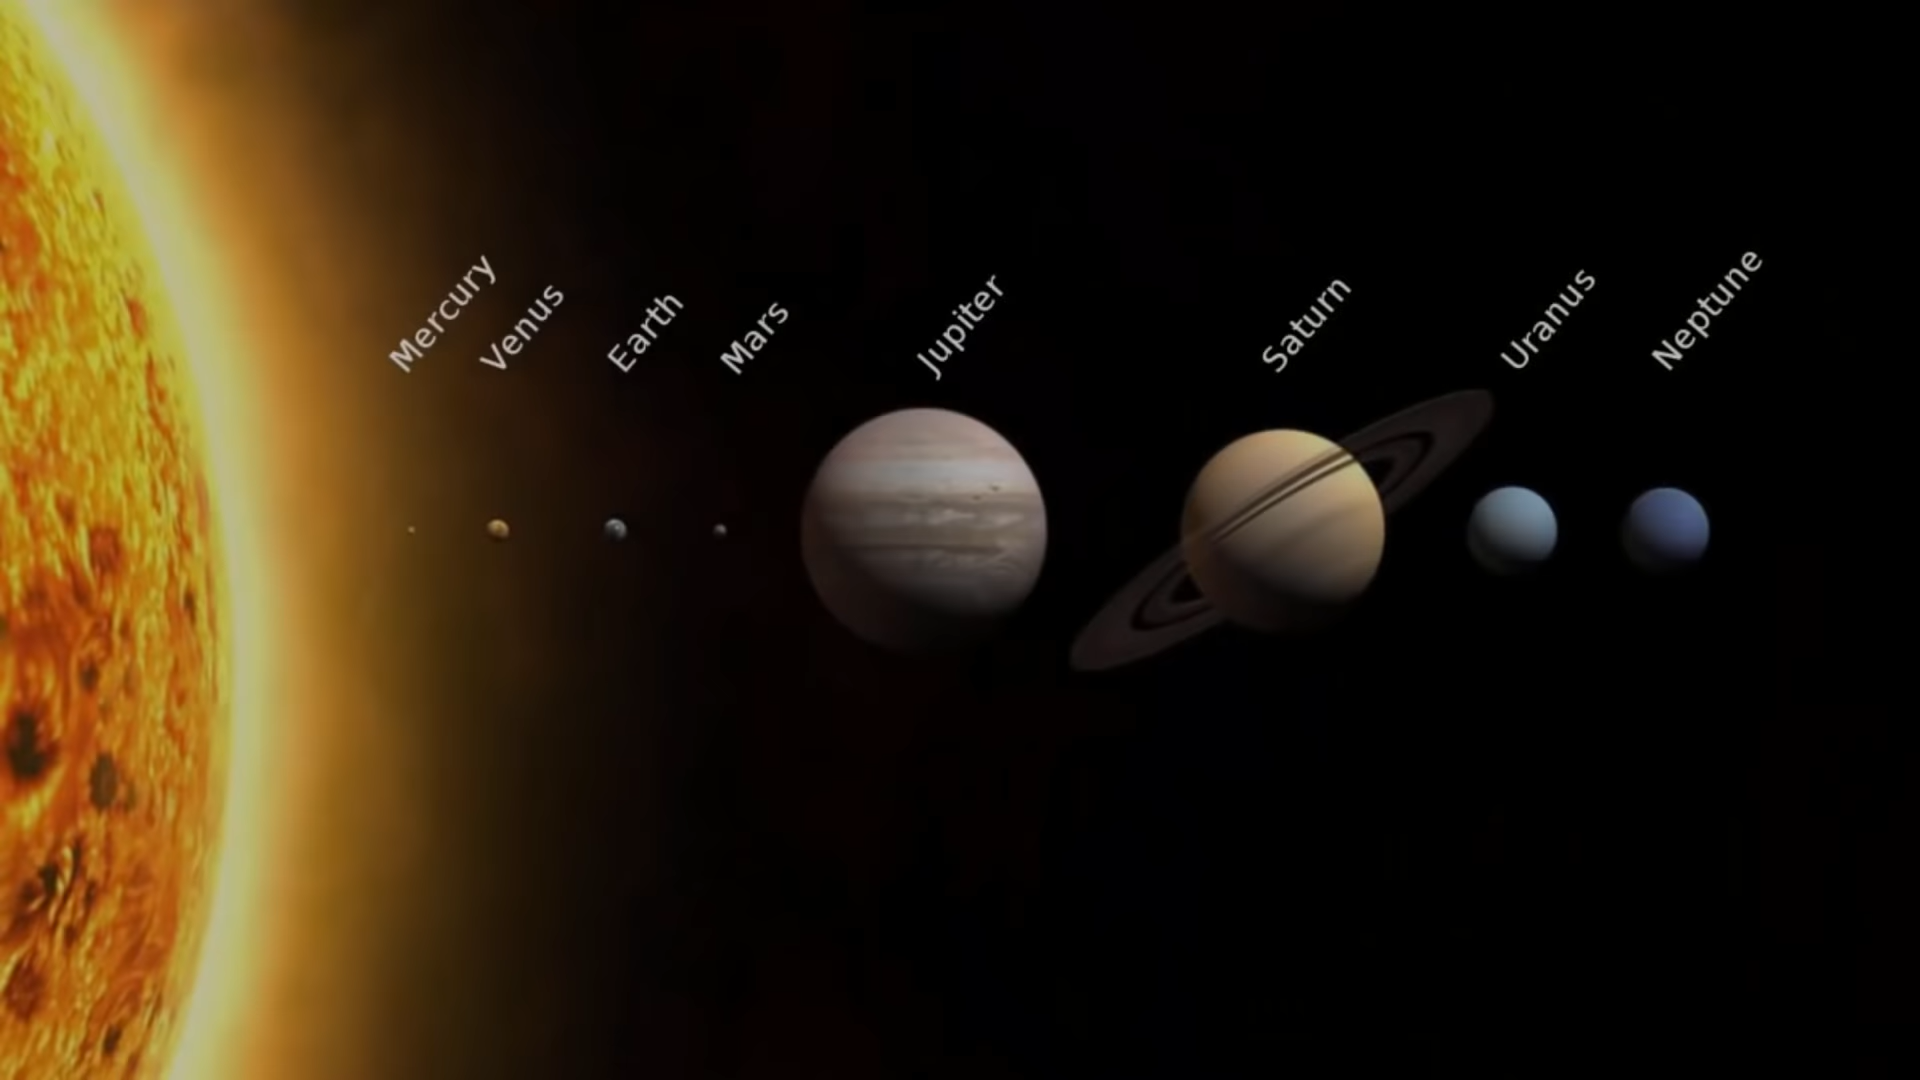 Mercury
Venus
Earth
Mars
Jupiter
Saturn
Uranus
Neptune